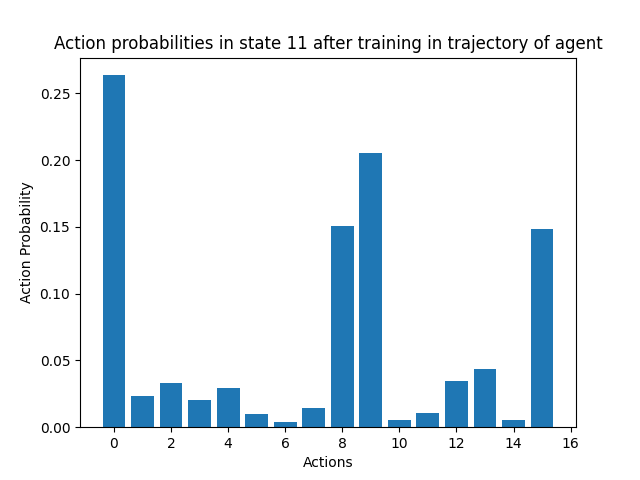 Action probabilities in state 11 after training in trajectory of agent
Action Probability
0.25
0.20
0.15
0.10
0.05
0.00
0 2 4 6 8 10 12 14 16
Actions